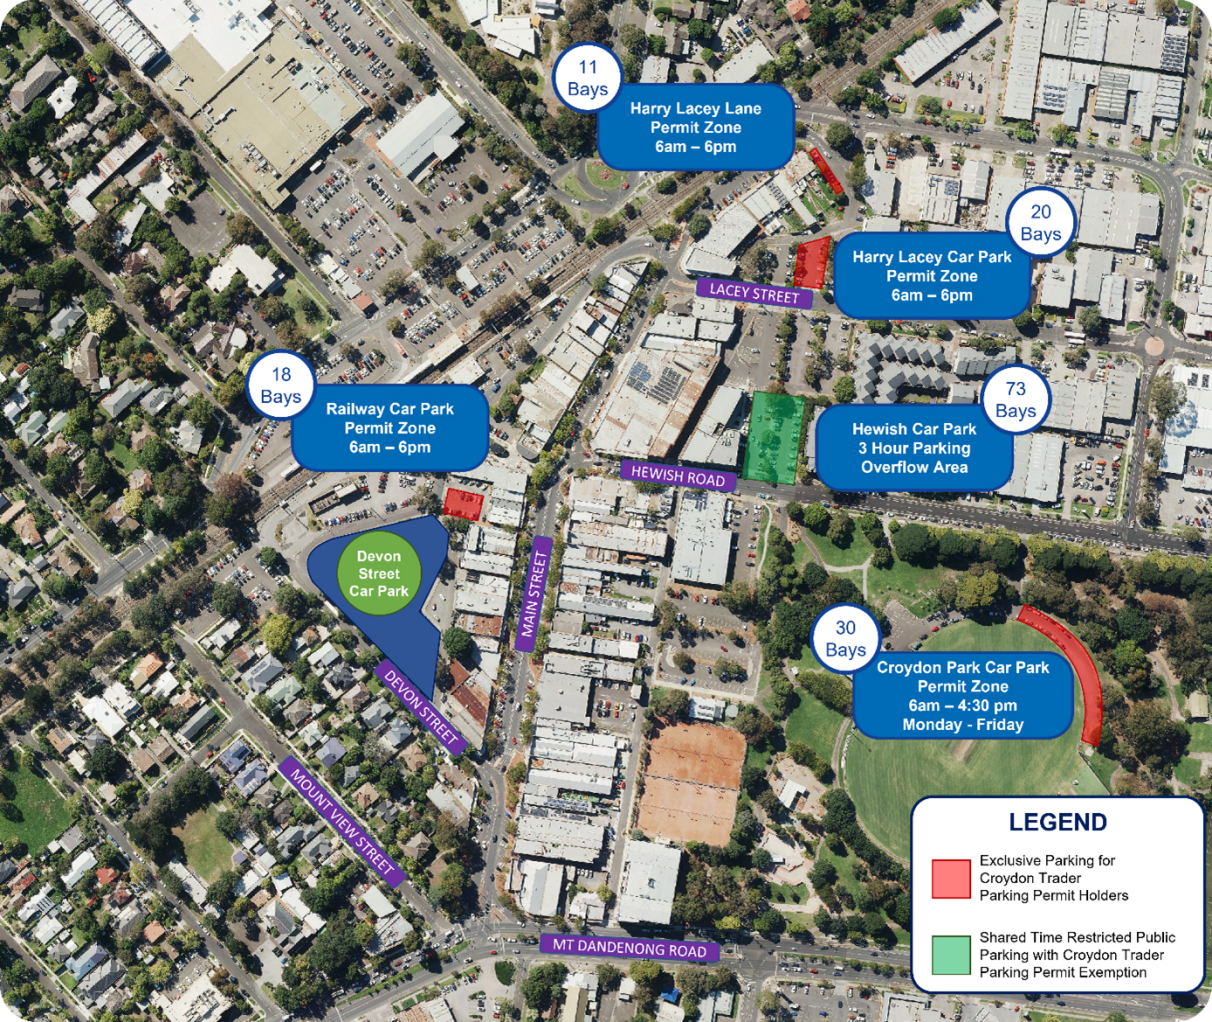 11
Bays
Harry Lacey Lane
Permit Zone
6am – 6pm
20
Bays
Harry Lacey Car Park
Permit Zone
6am – 6pm
LACEY STREET
18
Bays
Railway Car Park
Permit Zone
6am – 6pm
73
Bays
Hewish Car Park
3 Hour Parking
Overflow Area
HEWISH ROAD
Devon
Street
Car Park
MAIN STREET
30
Bays
Croydon Park Car Park
Permit Zone
6am – 4:30 pm
Monday - Friday
DEVON STREET
MOUNT VIEW STREET
MT DANDENONG ROAD
LEGEND
Exclusive Parking for
Croydon Trader
Parking Permit Holders
Shared Time Restricted Public
Parking with Croydon Trader
Parking Permit Exemption